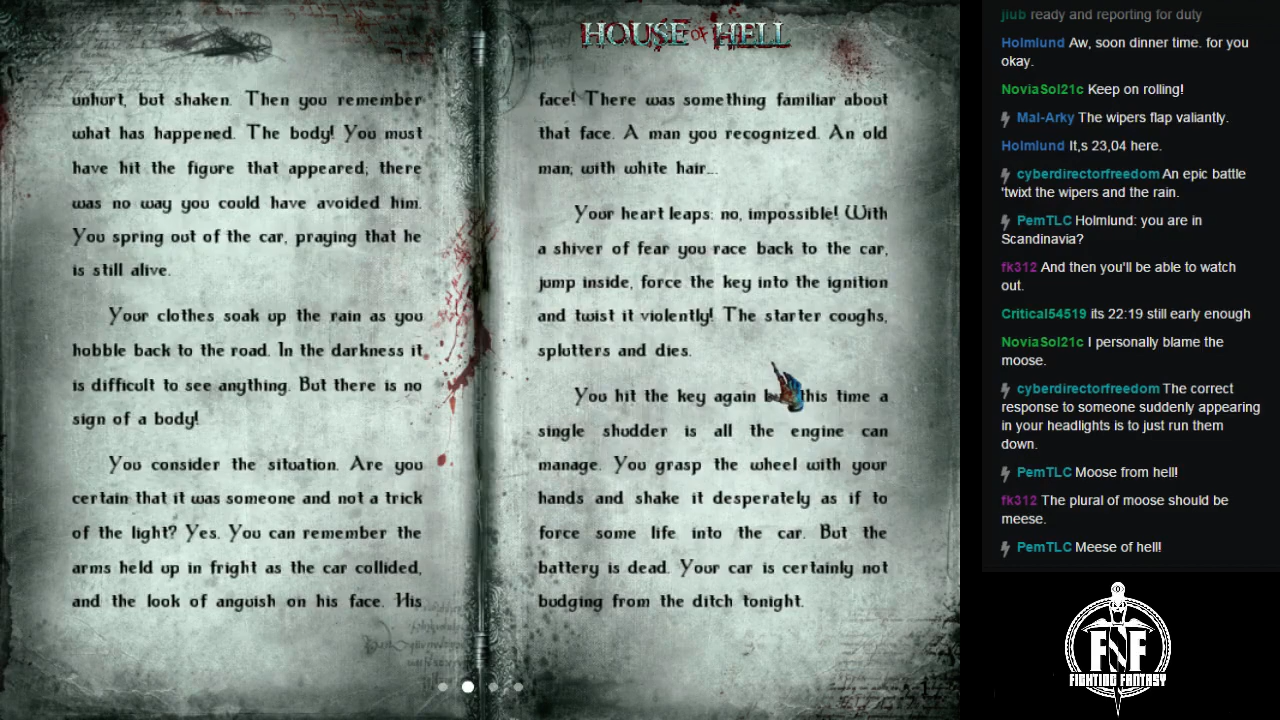 HOUSE OF HELL
unhurt, but shaken. Then you remember
what has happened. The body! You must
have hit the figure that appeared; there
was no way you could have avoided him.
You spring out of the car, praying that he
is still alive.
Your clothes soak up the rain as you
hobble back to the road. In the darkness it
is difficult to see anything. But there is no
sign of a body!
You consider the situation. Are you
certain that it was someone and not a trick
of the light? Yes. You can remember the
arms held up in fright as the car collided,
and the look of anguish on his face. His
face! There was something familiar about
that face. A man you recognized. An old
man; with white hair...
Your heart leaps: no, impossible! With
a shiver of fear you race back to the car,
jump inside, force the key into the ignition
and twist it violently! The starter coughs,
splutters and dies.
You hit the key again this time a
single shudder is all the engine can
manage. You grasp the wheel with your
hands and shake it desperately as if to
force some life into the car. But the
battery is dead. Your car is certainly not
budging from the ditch tonight.
jlub ready and reporting for duty
Holmlund Aw, soon dinner time. for you
okay.
NoviaSol21c Keep on rolling!
Mal-Arky The wipers flap valiantly.
Holmlund It,s 23,04 here.
cyberdirectorfreedom An epic battle
'twixt the wipers and the rain.
PemTLC Holmlund: you are in
Scandinavia?
fk312 And then you'll be able to watch
out.
Critical54519 its 22:19 still early enough
NoviaSol21c I personally blame the
moose.
cyberdirectorfreedom The correct
response to someone suddenly appearing
in your headlights is to just run them
down.
PemTLC Moose from hell!
fk312 The plural of moose should be
meese.
PemTLC Meese of hell!
FF
FIGHTING FANTASY